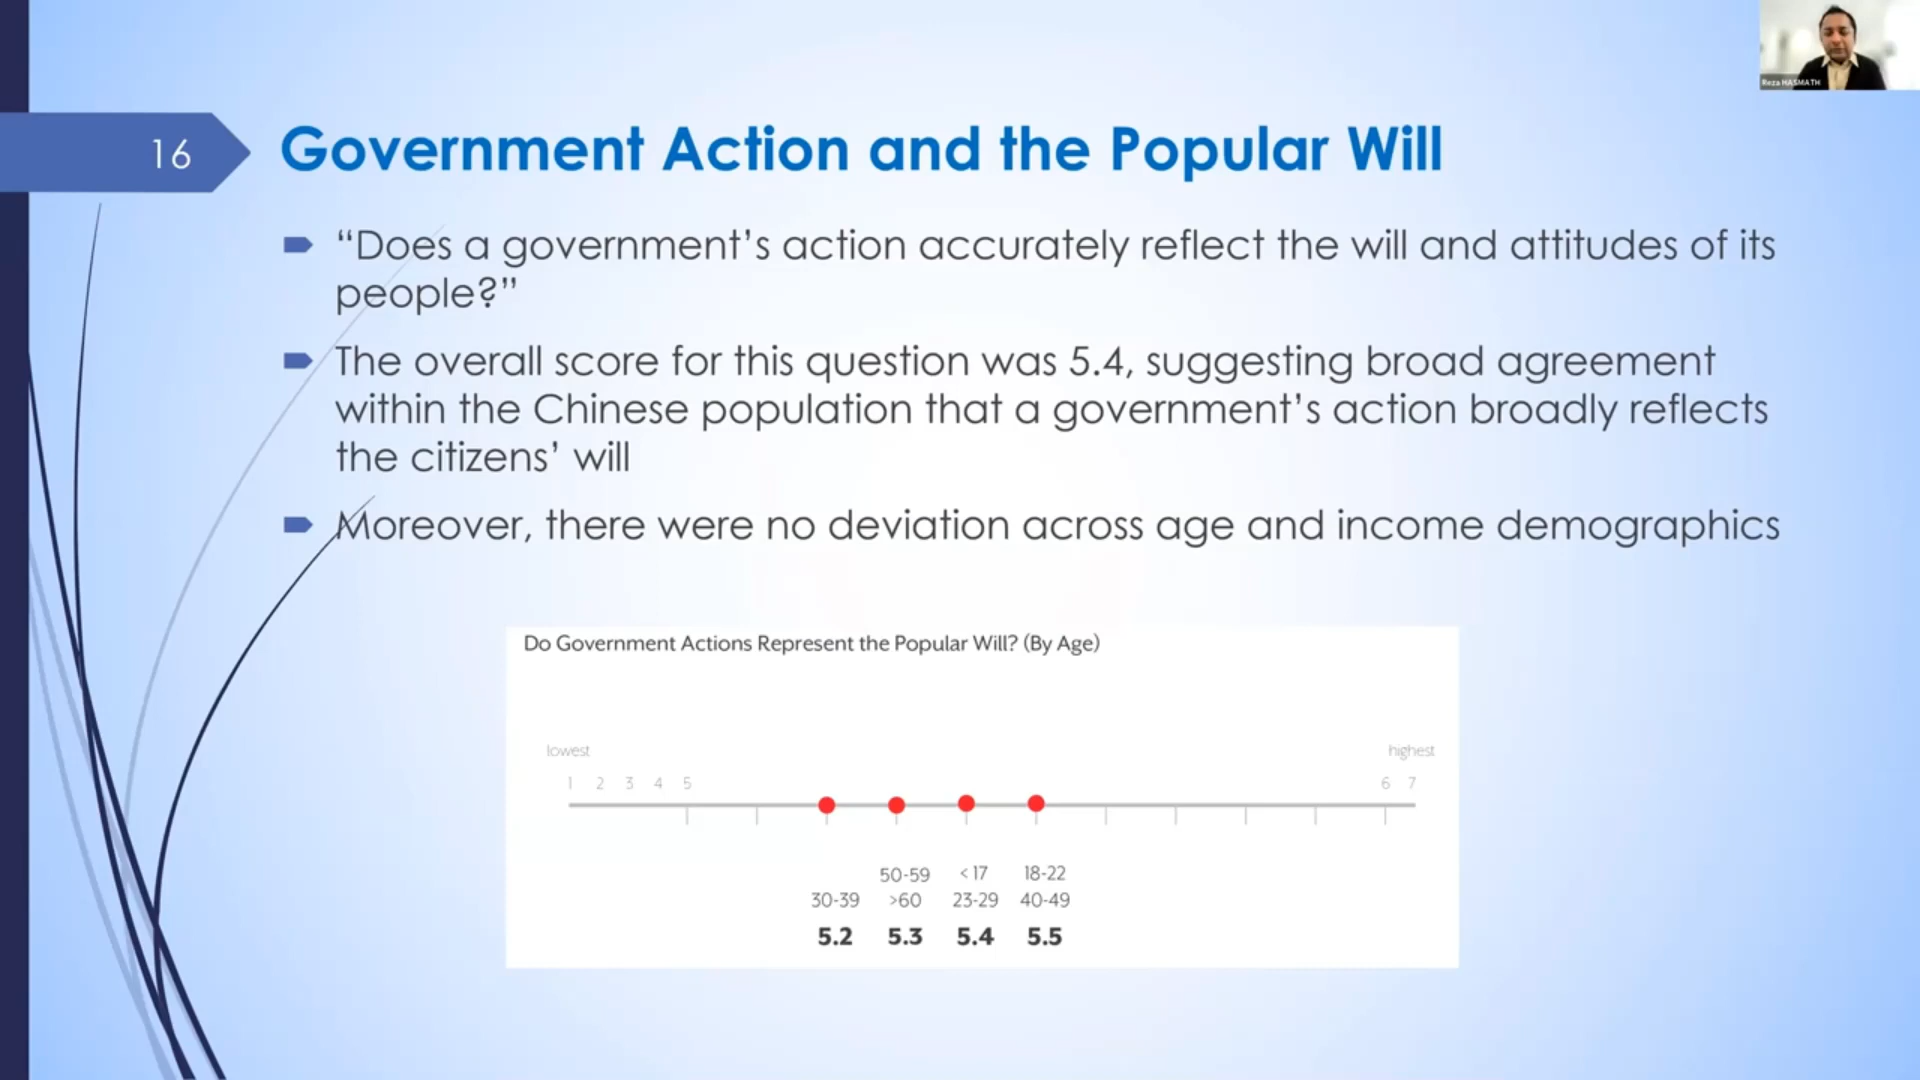 Reza HASMATH
16
Government Action and the Popular Will
“Does a government’s action accurately reflect the will and attitudes of its
people?”
The overall score for this question was 5.4, suggesting broad agreement
within the Chinese population that a government’s action broadly reflects
the citizens’ will
Moreover, there were no deviation across age and income demographics
Do Government Actions Represent the Popular Will? (By Age)
lowest highest
1 2 3 4 5 6 7
50-59 <17 18-22
30-39 >60 23-29 40-49
5.2 5.3 5.4 5.5